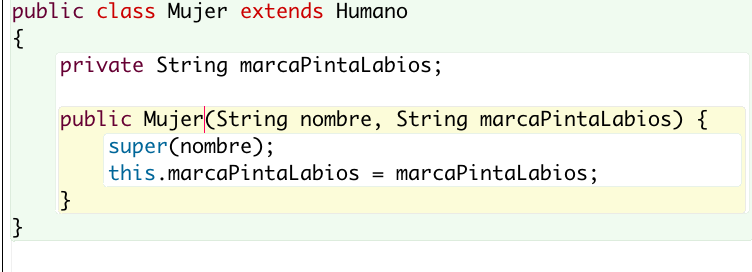 public class Mujer extends Humano
{
private String marcaPintaLabios;
public Mujer(String nombre, String marcaPintaLabios) {
super(nombre);
this.marcaPintaLabios = marcaPintaLabios;
}
}